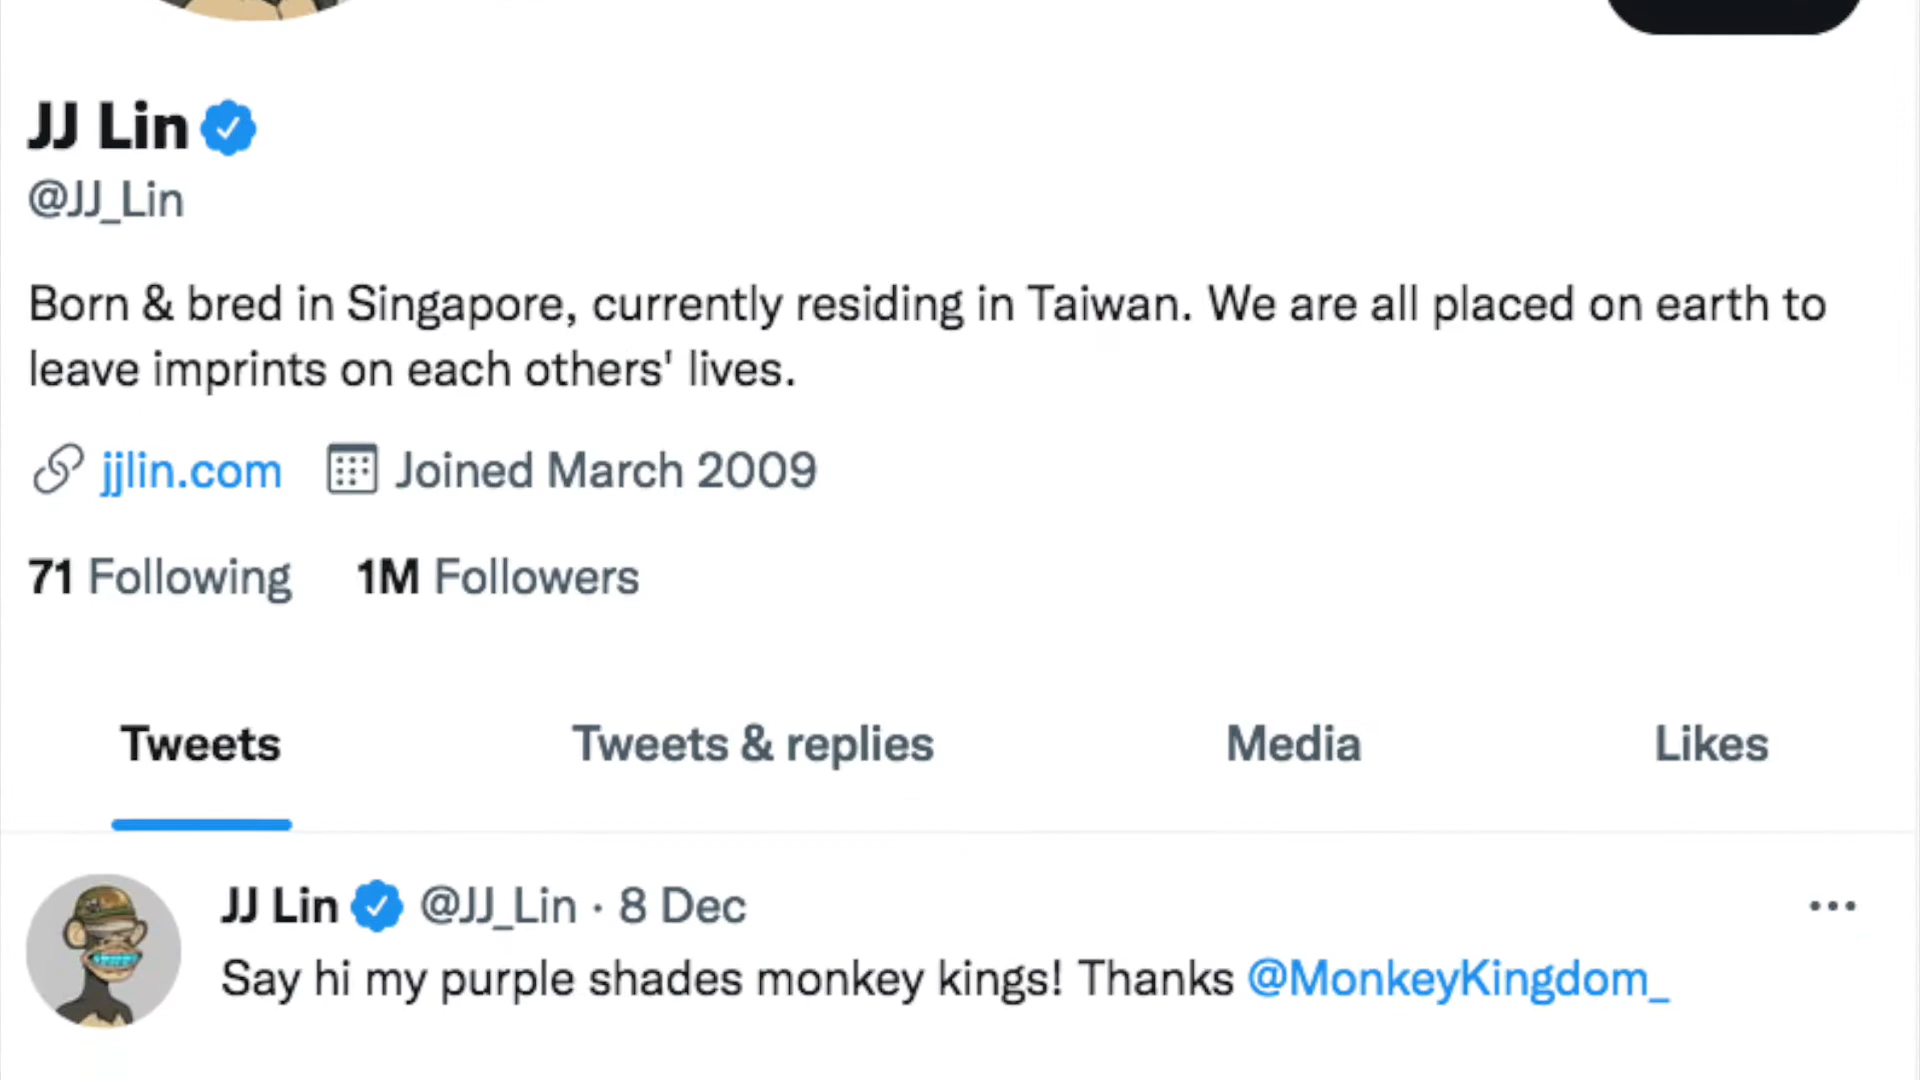 JJ Lin
@JJ_Lin
Born & bred in Singapore, currently residing in Taiwan. We are all placed on earth to
leave imprints on each others' lives.
jjlin.com Joined March 2009
71 Following 1M Followers
Tweets Tweets & replies Media Likes
JJ Lin @JJ_Lin · 8 Dec
Say hi my purple shades monkey kings! Thanks @MonkeyKingdom_